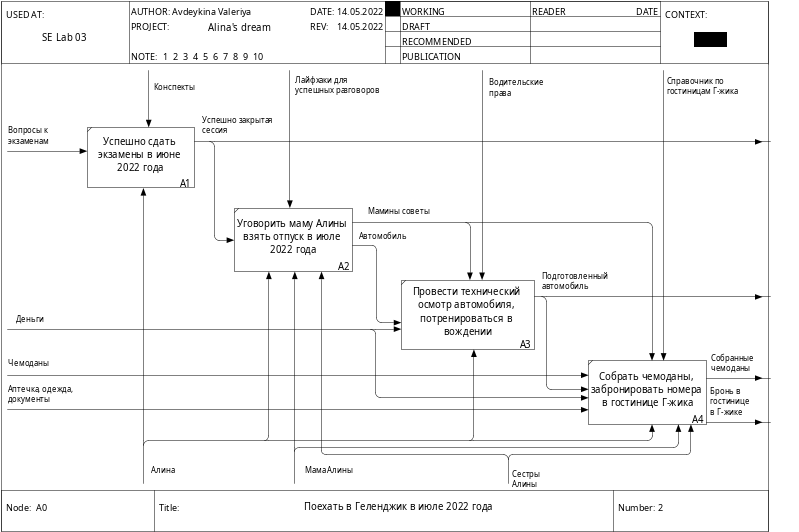 USED AT:
SE Lab 03
AUTHOR: Avdeykina Valeriya
DATE: 14.05.2022
PROJECT: Alina's dream
REV: 14.05.2022
NOTE: 1 2 3 4 5 6 7 8 9 10
WORKING
DRAFT
RECOMMENDED
PUBLICATION
READER
DATE
CONTEXT:
Конспекты
Лайфхаки для
успешных разговоров
Водительские
права
Справочник по
гостиницам Г-жика
Вопросы к
экзаменам
Успешно сдать
экзамены в июне
2022 года
A1
Успешно закрытая
сессия
Уговорить маму Алины
взять отпуск в июле
2022 года
A2
Мамины советы
Автомобиль
Провести технический
осмотр автомобиля,
потренироваться в
вождении
A3
Подготовленный
автомобиль
Деньги
Чемоданы
Аптечка, одежда,
документы
Собрать чемоданы,
забронировать номера
в гостинице Г-жика
A4
Собранные
чемоданы
Бронь в
гостинице
в Г-жике
Алина
Мама Алины
Сестры
Алины
Node: A0
Title:
Поехать в Геленджик в июле 2022 года
Number: 2